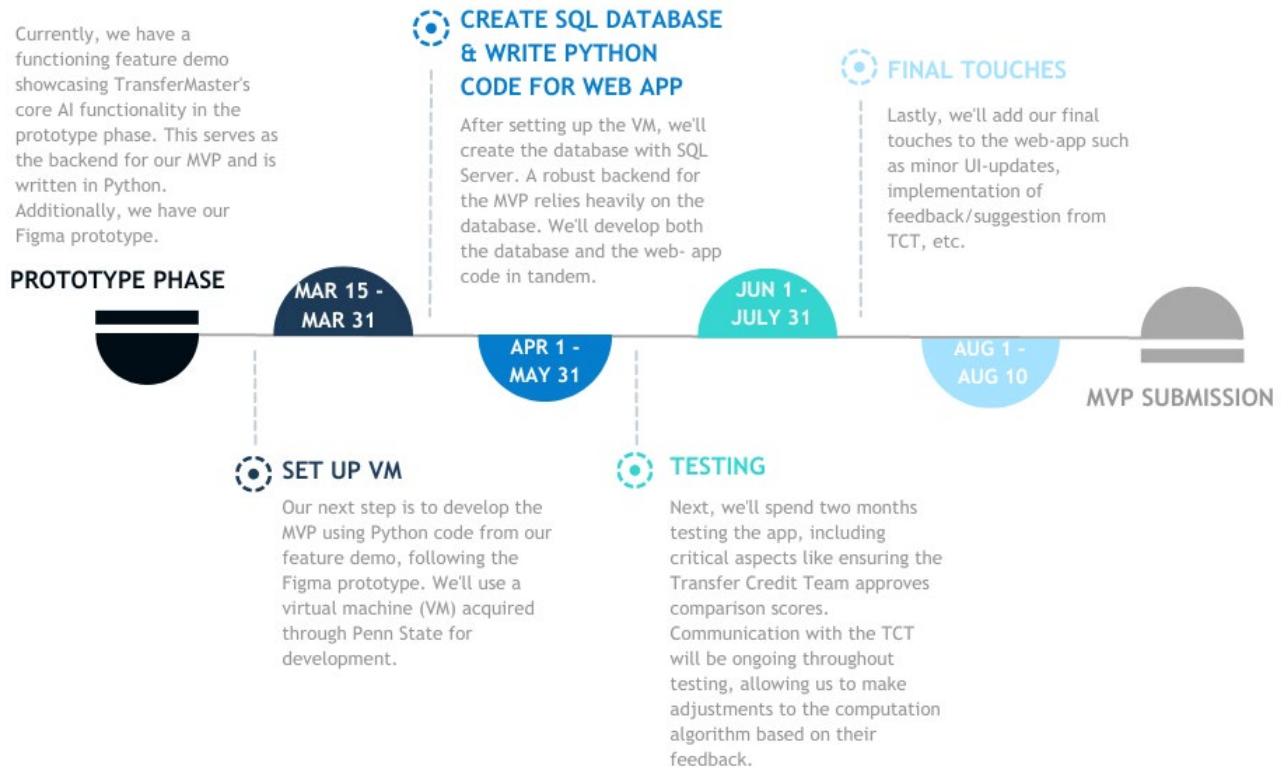 Currently, we have a
functioning feature demo
showcasing TransferMaster's
core AI functionality in the
prototype phase. This serves as
the backend for our MVP and is
written in Python.
Additionally, we have our
Figma prototype.
PROTOTYPE PHASE
MAR 15 -
MAR 31
SET UP VM
Our next step is to develop the
MVP using Python code from our
feature demo, following the
Figma prototype. We'll use a
virtual machine (VM) acquired
through Penn State for
development.
CREATE SQL DATABASE
& WRITE PYTHON
CODE FOR WEB APP
After setting up the VM, we'll
create the database with SQL
Server. A robust backend for
the MVP relies heavily on the
database. We'll develop both
the database and the web- app
code in tandem.
APR 1 -
MAY 31
JUN 1 -
JULY 31
TESTING
Next, we'll spend two months
testing the app, including
critical aspects like ensuring the
Transfer Credit Team approves
comparison scores.
Communication with the TCT
will be ongoing throughout
testing, allowing us to make
adjustments to the computation
algorithm based on their
feedback.
FINAL TOUCHES
Lastly, we'll add our final
touches to the web-app such
as minor UI-updates,
implementation of
feedback/suggestion from
TCT, etc.
AUG 1 -
AUG 10
MVP SUBMISSION